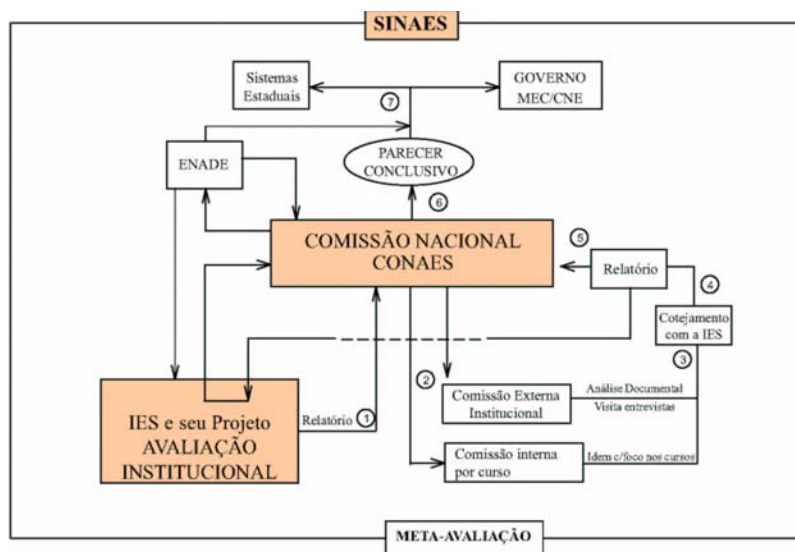 SINAES
Sistemas
Estaduais
GOVERNO
MEC/CNE
7
ENADE
PARECER
CONCLUSIVO
6
COMISSÃO NACIONAL
CONAES
5
Relatório
4
Cotejamento
com a IES
3
2
Comissão Externa
Institucional
Análise Documental
Visita entrevistas
IES e seu Projeto
AVALIAÇÃO
INSTITUCIONAL
Relatório
1
Comissão interna
por curso
Idem c/foco nos cursos
META-AVALIAÇÃO